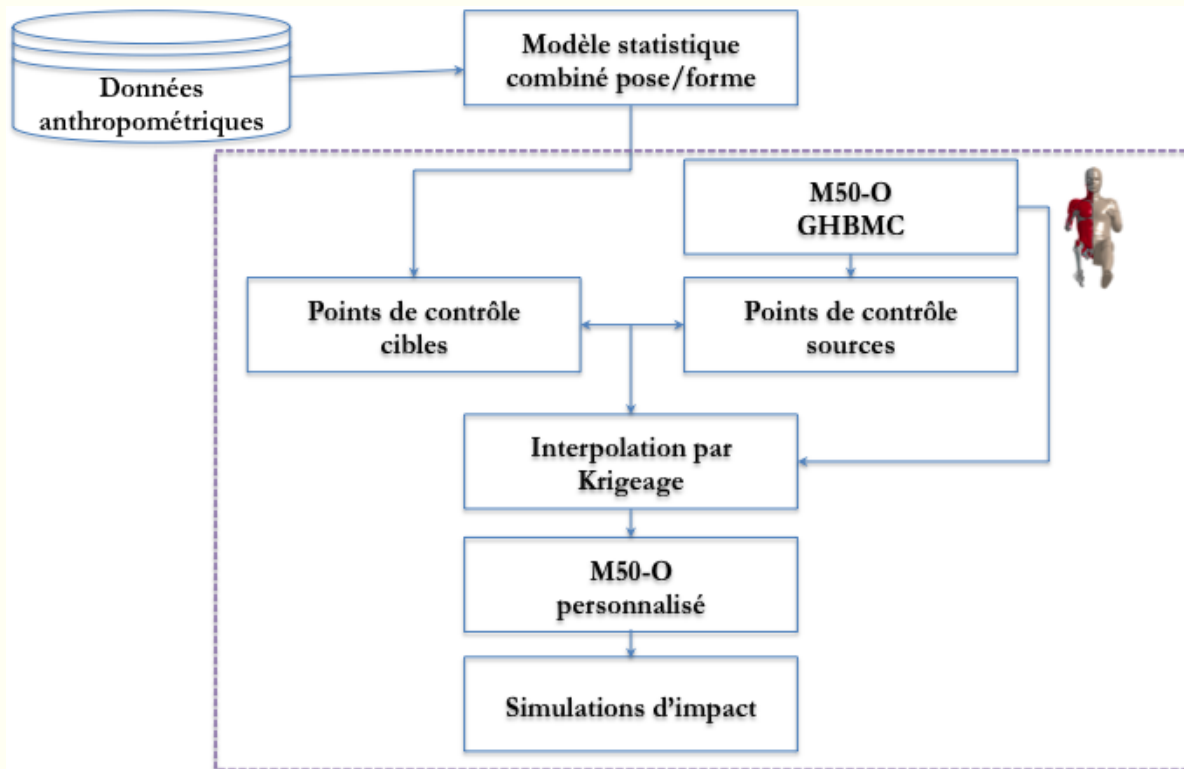 Données
anthropométriques
Modèle statistique
combiné pose/forme
M50-O
GHBMC
Points de contrôle
cibles
Points de contrôle
sources
Interpolation par
Krigeage
M50-O
personnalisé
Simulations d'impact